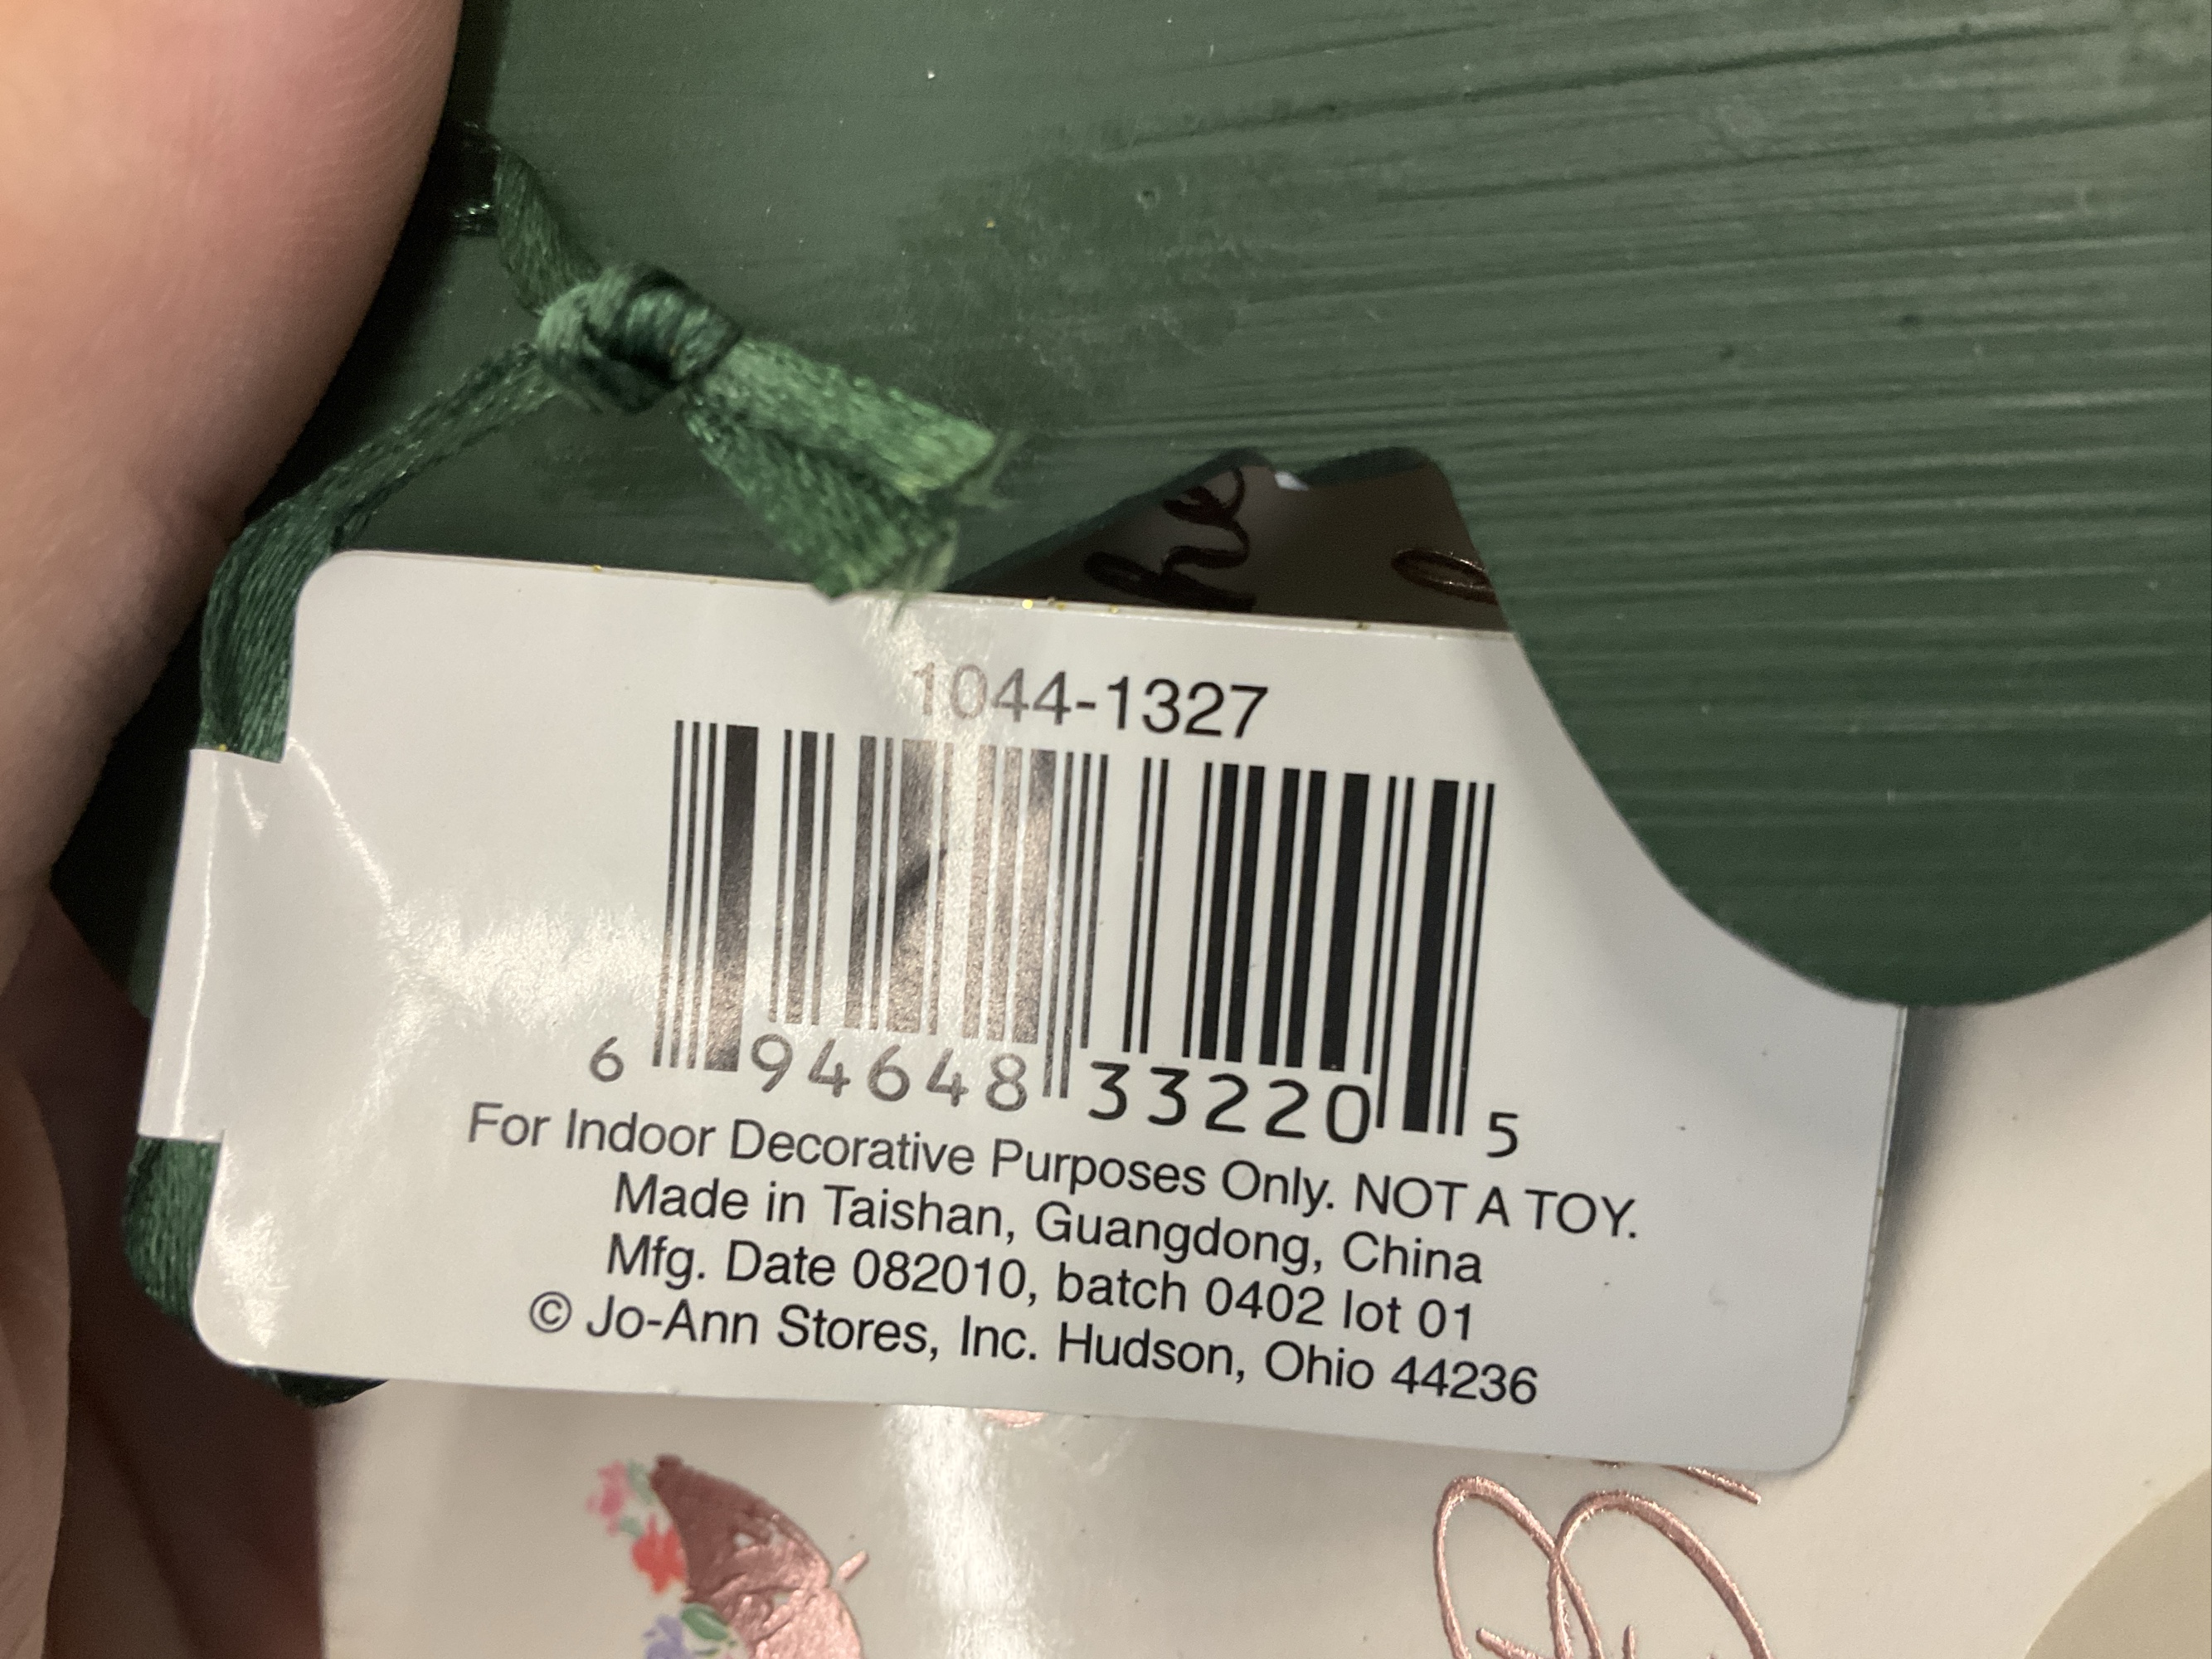 1044-1327
6 94648 33220 5
For Indoor Decorative Purposes Only. NOT A TOY.
Made in Taishan, Guangdong, China
Mfg. Date 082010, batch 0402 lot 01
© Jo-Ann Stores, Inc. Hudson, Ohio 44236